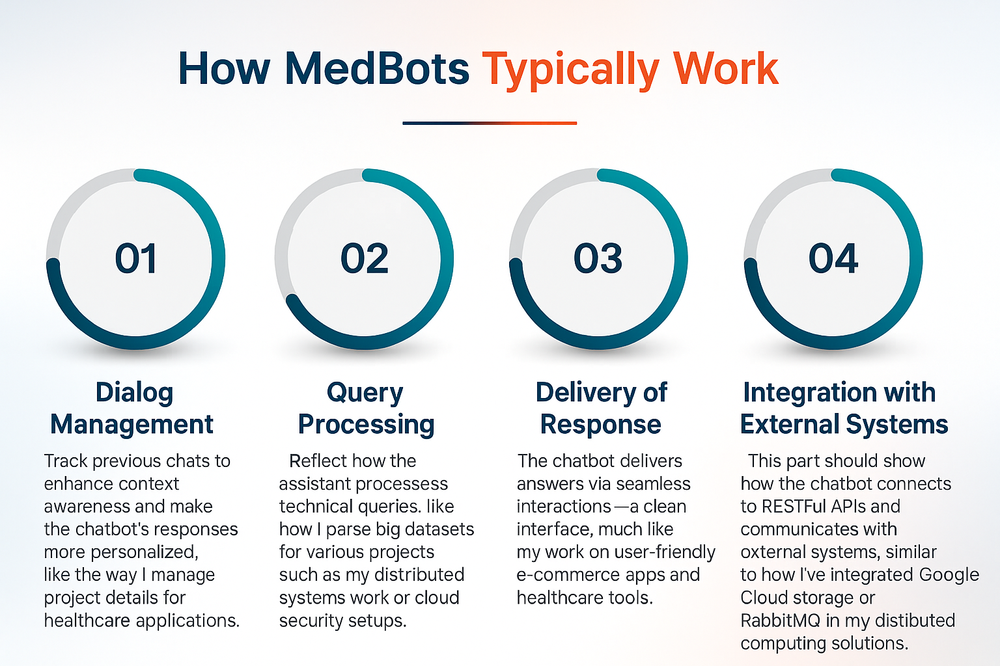 How MedBots Typically Work
01
Dialog
Management
Track previous chats to
enhance context
awareness and make
the chatbot's responses
more personalized,
like the way I manage
project details for
healthcare applications.
02
Query
Processing
Reflect how the
assistant processess
technical queries. like
how I parse big datasets
for various projects
such as my distributed
systems work or cloud
security setups.
03
Delivery of
Response
The chatbot delivers
answers via seamless
interactions—a clean
interface, much like
my work on user-friendly
e-commerce apps and
healthcare tools.
04
Integration with
External Systems
This part should show
how the chatbot connects
to RESTFul APIs and
communicates with
oxternal systems, similar
to how I've integrated Google
Cloud storage or
RabbitMQ in my distibuted
computing solutions.